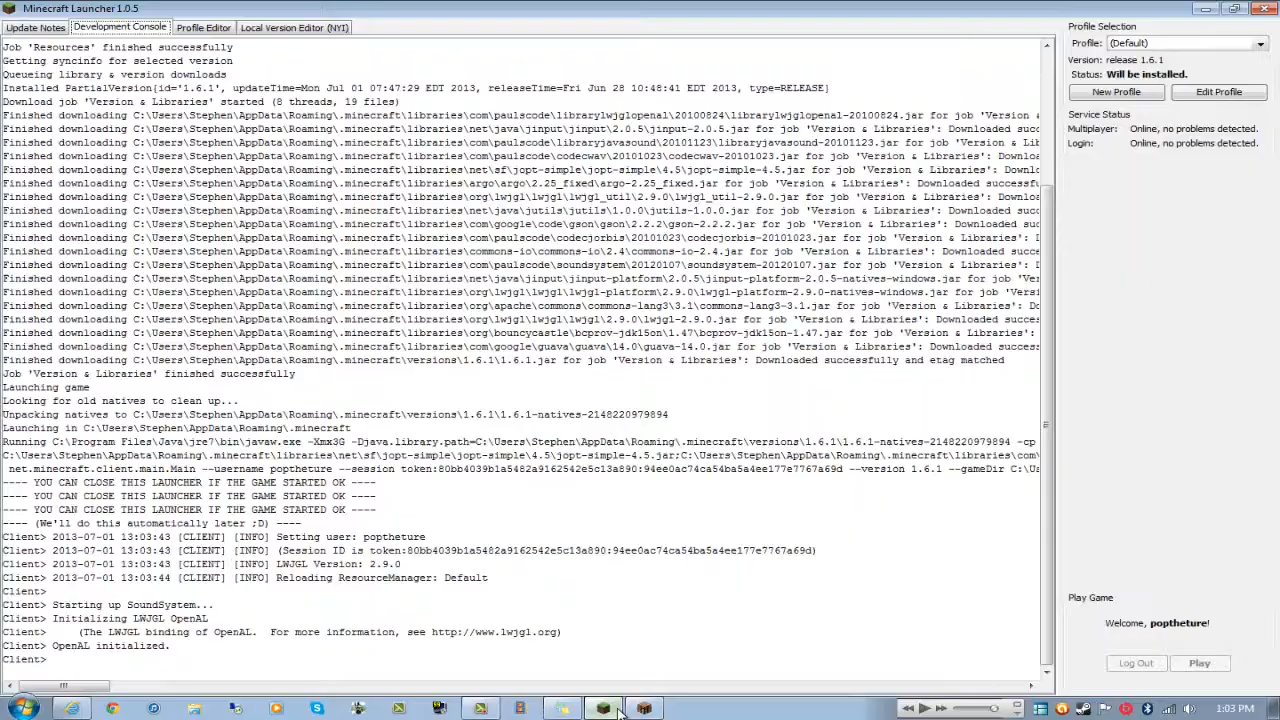 Minecraft Launcher 1.0.5
Update Notes Development Console Profile Editor Local Version Editor (NYI)
Job 'Resources' finished successfully
Getting syncinfo for selected version
Queueing library & version downloads
Installed PartialVersion{id='1.6.1', updateTime=Mon Jul 01 07:47:29 EDT 2013, releaseTime=Fri Jun 28 10:48:41 EDT 2013, type=RELEASE}
Download job 'Version & Libraries' started (8 threads, 19 files)
Finished downloading C:\Users\Stephen\AppData\Roaming\.minecraft\libraries\com\paulscode\librarylwjglopenal\20100824\librarylwjglopenal-20100824.jar for job 'Version &
Finished downloading C:\Users\Stephen\AppData\Roaming\.minecraft\libraries\net\java\jinput\jinput\2.0.5\jinput-2.0.5.jar for job 'Version & Libraries': Downloaded succ
Finished downloading C:\Users\Stephen\AppData\Roaming\.minecraft\libraries\com\paulscode\libraryjavasound\20101123\libraryjavasound-20101123.jar for job 'Version & Lib
Finished downloading C:\Users\Stephen\AppData\Roaming\.minecraft\libraries\com\paulscode\codecwav\20101023\codecwav-20101023.jar for job 'Version & Libraries': Downloa
Finished downloading C:\Users\Stephen\AppData\Roaming\.minecraft\libraries\net\sf\jopt-simple\jopt-simple\4.5\jopt-simple-4.5.jar for job 'Version & Libraries': Downlo
Finished downloading C:\Users\Stephen\AppData\Roaming\.minecraft\libraries\argo\argo\2.25_fixed\argo-2.25_fixed.jar for job 'Version & Libraries': Downloaded successfu
Finished downloading C:\Users\Stephen\AppData\Roaming\.minecraft\libraries\org\lwjgl\lwjgl\lwjgl_util\2.9.0\lwjgl_util-2.9.0.jar for job 'Version & Libraries': Downloa
Finished downloading C:\Users\Stephen\AppData\Roaming\.minecraft\libraries\net\java\jutils\jutils\1.0.0\jutils-1.0.0.jar for job 'Version & Libraries': Downloaded succ
Finished downloading C:\Users\Stephen\AppData\Roaming\.minecraft\libraries\com\google\code\gson\gson\2.2.2\gson-2.2.2.jar for job 'Version & Libraries': Downloaded suc
Finished downloading C:\Users\Stephen\AppData\Roaming\.minecraft\libraries\com\paulscode\codecjorbis\20101023\codecjorbis-20101023.jar for job 'Version & Libraries': D
Finished downloading C:\Users\Stephen\AppData\Roaming\.minecraft\libraries\commons-io\commons-io\2.4\commons-io-2.4.jar for job 'Version & Libraries': Downloaded succe
Finished downloading C:\Users\Stephen\AppData\Roaming\.minecraft\libraries\com\paulscode\soundsystem\20120107\soundsystem-20120107.jar for job 'Version & Libraries': D
Finished downloading C:\Users\Stephen\AppData\Roaming\.minecraft\libraries\net\java\jinput\jinput-platform\2.0.5\jinput-platform-2.0.5-natives-windows.jar for job 'Ver
Finished downloading C:\Users\Stephen\AppData\Roaming\.minecraft\libraries\org\lwjgl\lwjgl\lwjgl-platform\2.9.0\lwjgl-platform-2.9.0-natives-windows.jar for job 'Versi
Finished downloading C:\Users\Stephen\AppData\Roaming\.minecraft\libraries\org\apache\commons\commons-lang3\3.1\commons-lang3-3.1.jar for job 'Version & Libraries': Do
Finished downloading C:\Users\Stephen\AppData\Roaming\.minecraft\libraries\org\lwjgl\lwjgl\lwjgl\2.9.0\lwjgl-2.9.0.jar for job 'Version & Libraries': Downloaded succes
Finished downloading C:\Users\Stephen\AppData\Roaming\.minecraft\libraries\org\bouncycastle\bcprov-jdk15on\1.47\bcprov-jdk15on-1.47.jar for job 'Version & Libraries':
Finished downloading C:\Users\Stephen\AppData\Roaming\.minecraft\libraries\com\google\guava\guava\14.0\guava-14.0.jar for job 'Version & Libraries': Downloaded success
Finished downloading C:\Users\Stephen\AppData\Roaming\.minecraft\versions\1.6.1\1.6.1.jar for job 'Version & Libraries': Downloaded successfully and etag matched
Job 'Version & Libraries' finished successfully
Launching game
Looking for old natives to clean up...
Unpacking natives to C:\Users\Stephen\AppData\Roaming\.minecraft\versions\1.6.1\1.6.1-natives-2148220979894
Launching in C:\Users\Stephen\AppData\Roaming\.minecraft
Running C:\Program Files\Java\jre7\bin\javaw.exe -Xmx3G -Djava.library.path=C:\Users\Stephen\AppData\Roaming\.minecraft\versions\1.6.1\1.6.1-natives-2148220979894 -cp
C:\Users\Stephen\AppData\Roaming\.minecraft\libraries\net\sf\jopt-simple\jopt-simple\4.5\jopt-simple-4.5.jar;C:\Users\Stephen\AppData\Roaming\.minecraft\libraries\com\
net.minecraft.client.main.Main --username poptheture --session token:80bb4039b1a5482a9162542e5c13a890:94ee0ac74ca54ba5a4ee177e7767a69d --version 1.6.1 --gameDir C:\Us
---- YOU CAN CLOSE THIS LAUNCHER IF THE GAME STARTED OK ----
---- YOU CAN CLOSE THIS LAUNCHER IF THE GAME STARTED OK ----
---- YOU CAN CLOSE THIS LAUNCHER IF THE GAME STARTED OK ----
---- (We'll do this automatically later ;D) ----
Client> 2013-07-01 13:03:43 [CLIENT] [INFO] Setting user: poptheture
Client> 2013-07-01 13:03:43 [CLIENT] [INFO] (Session ID is token:80bb4039b1a5482a9162542e5c13a890:94ee0ac74ca54ba5a4ee177e7767a69d)
Client> 2013-07-01 13:03:43 [CLIENT] [INFO] LWJGL Version: 2.9.0
Client> 2013-07-01 13:03:44 [CLIENT] [INFO] Reloading ResourceManager: Default
Client>
Client> Starting up SoundSystem...
Client> Initializing LWJGL OpenAL
Client> (The LWJGL binding of OpenAL. For more information, see http://www.lwjgl.org)
Client> OpenAL initialized.
Client>
Profile Selection
Profile: (Default)
Version: release 1.6.1
Status: Will be installed.
New Profile Edit Profile
Service Status
Multiplayer: Online, no problems detected.
Login: Online, no problems detected.
Play Game
Welcome, poptheture!
Log Out Play
1:03 PM